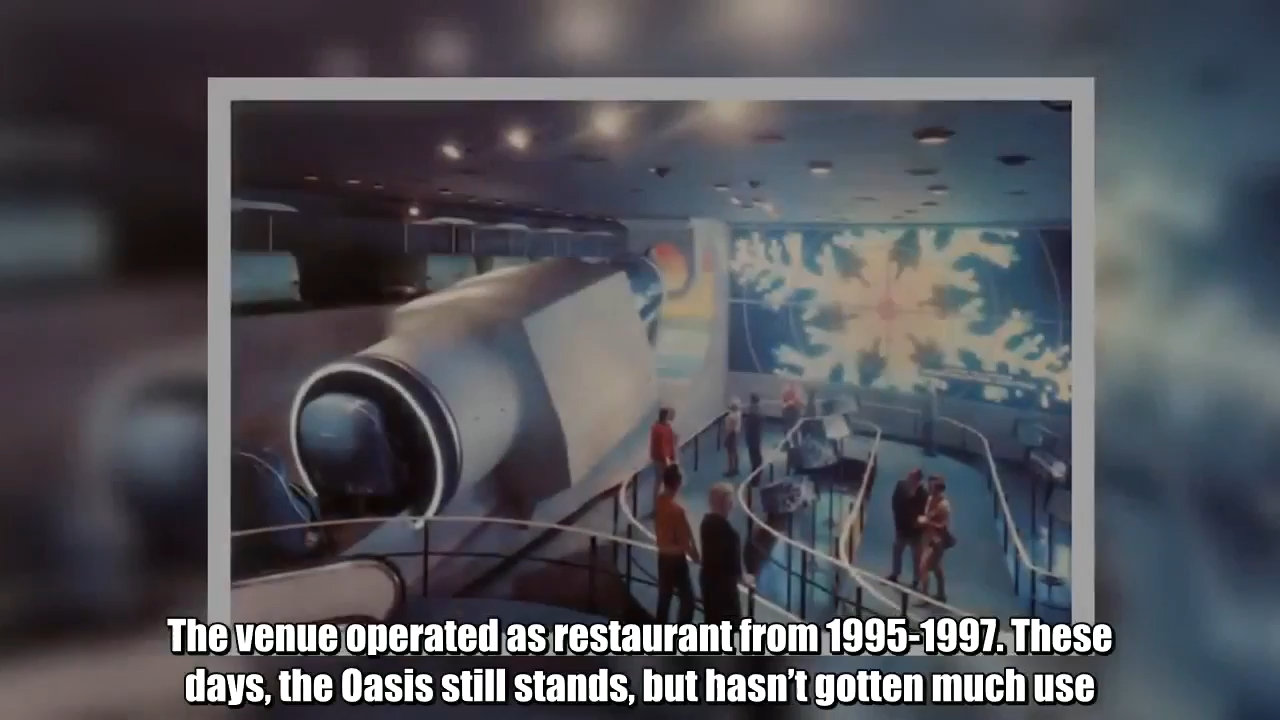 The venue operated as restaurant from 1995-1997. These
days, the Oasis still stands, but hasn’t gotten much use